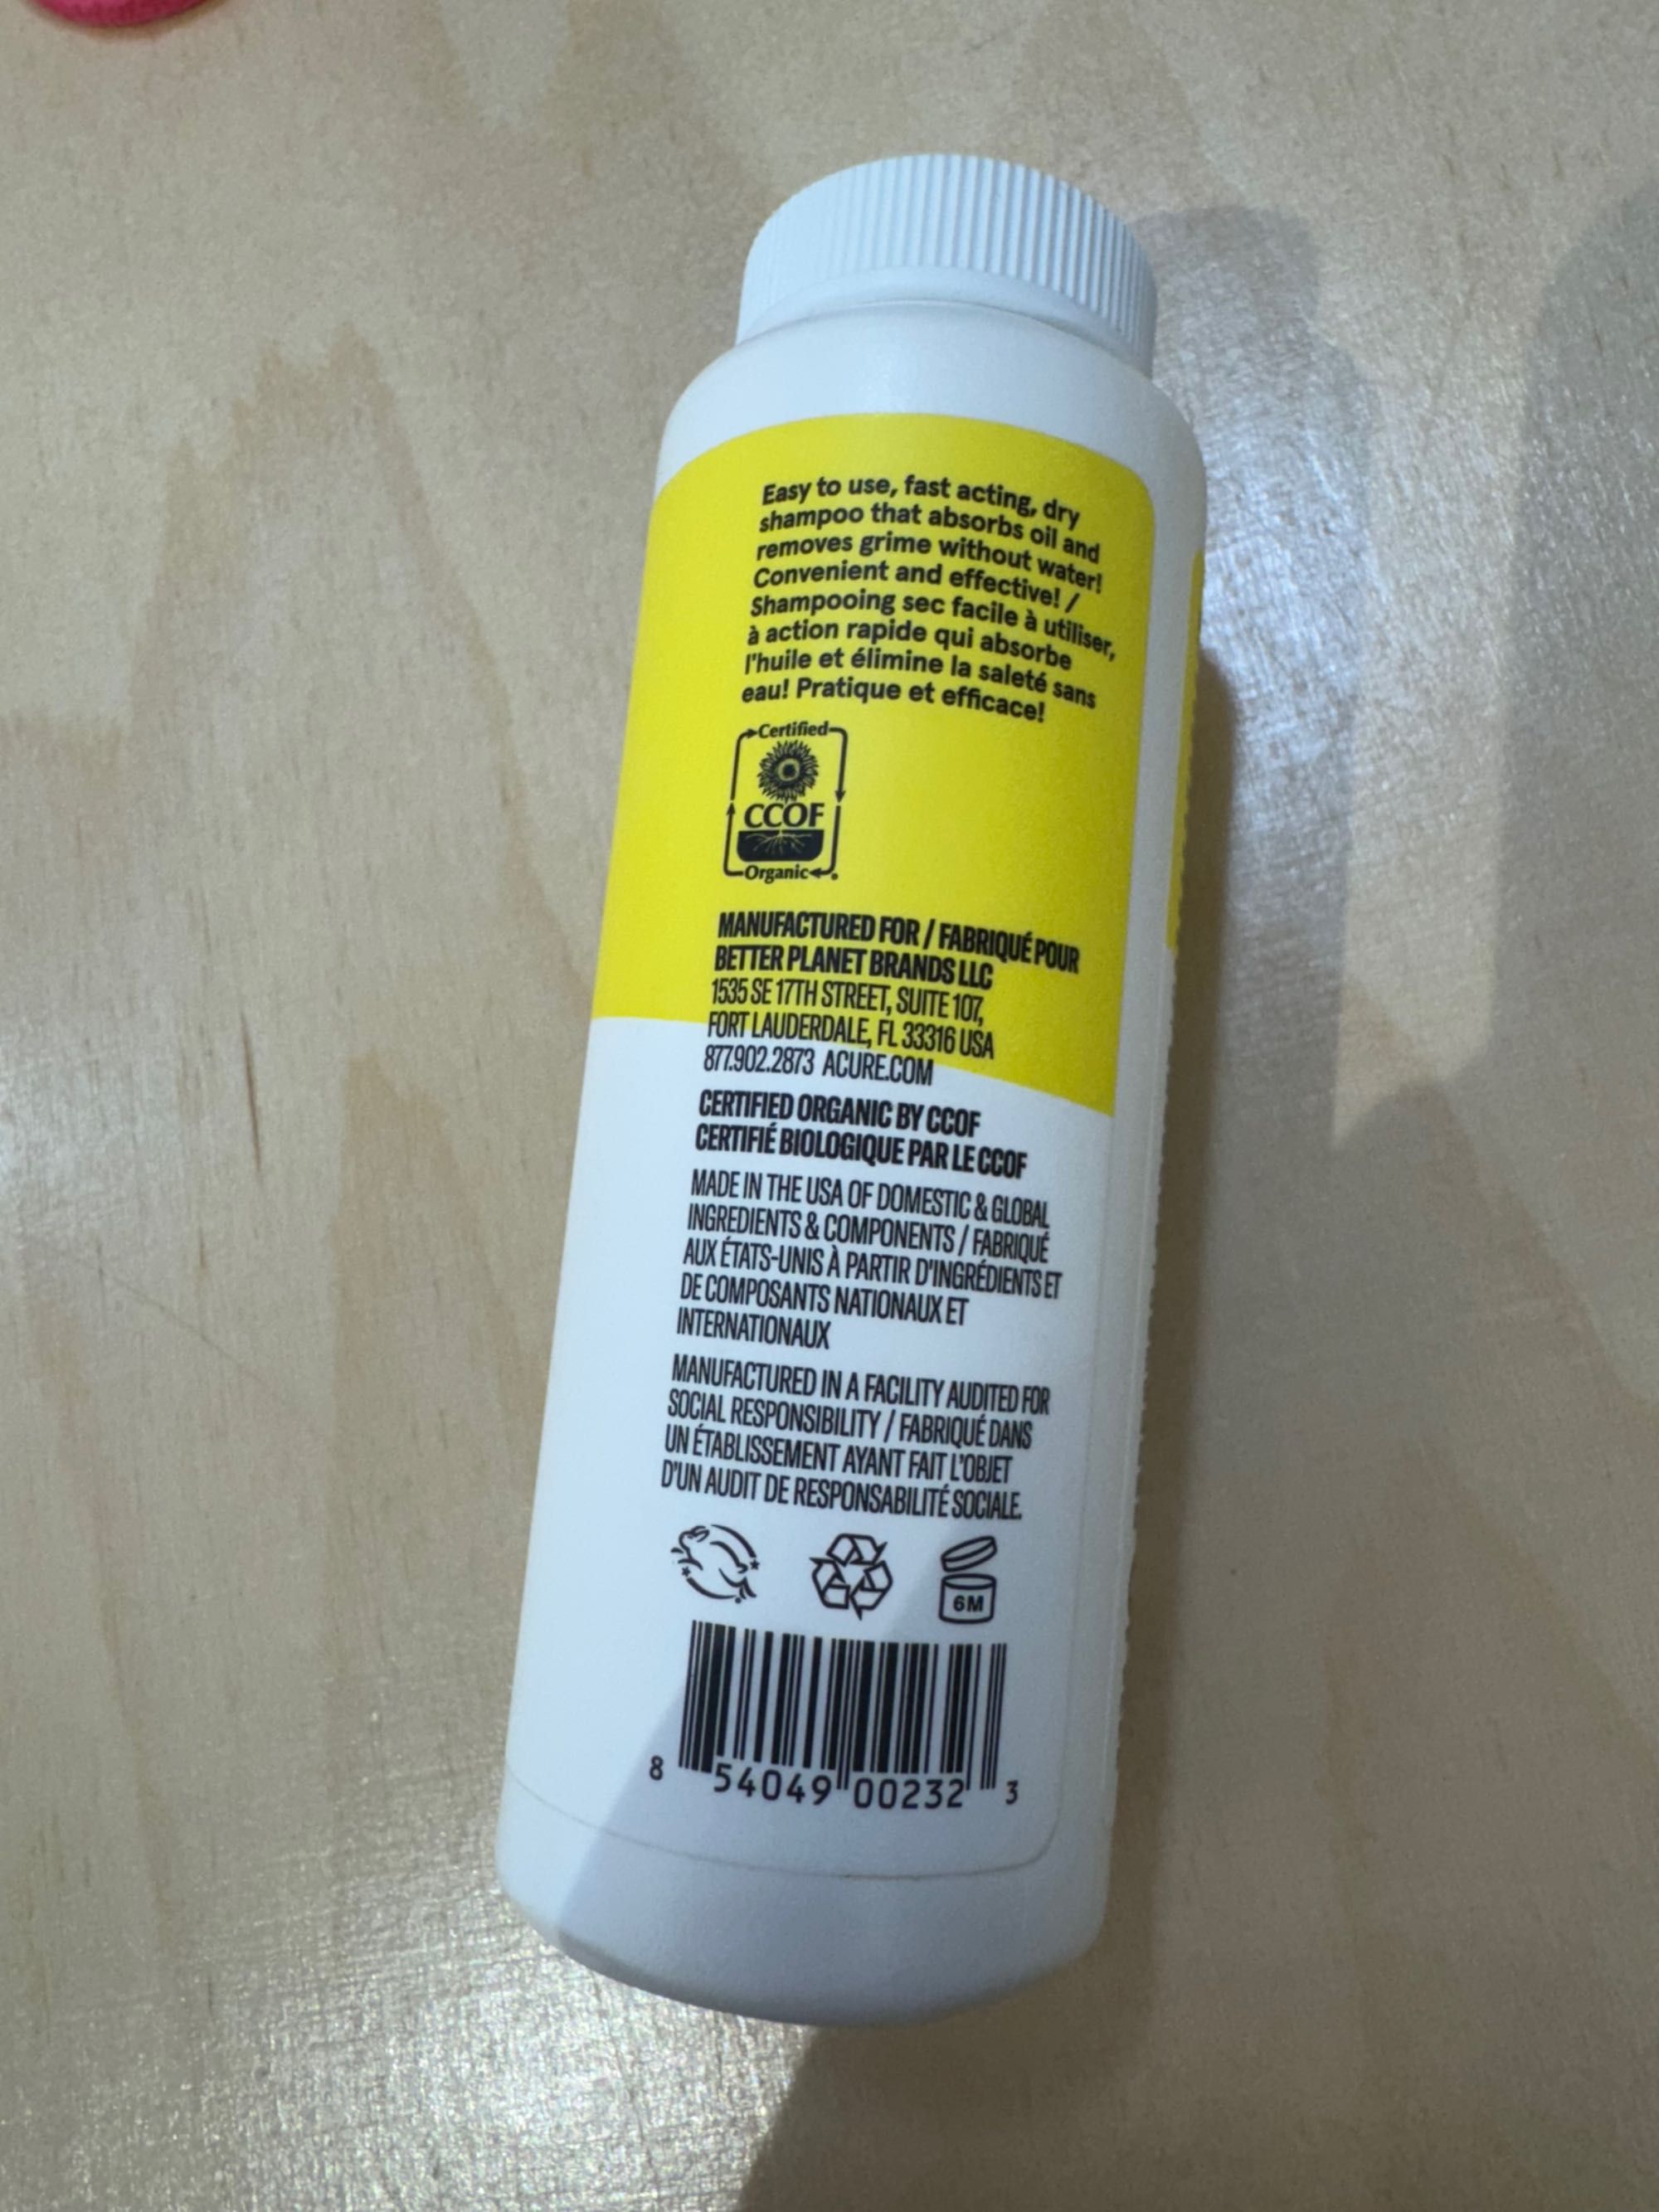 Easy to use, fast acting, dry
shampoo that absorbs oil and
removes grime without water!
Convenient and effective! /
Shampooing sec facile à utiliser,
à action rapide qui absorbe
l'huile et élimine la saleté sans
eau! Pratique et efficace!
Certified
CCOF
Organic
MANUFACTURED FOR / FABRIQUÉ POUR
BETTER PLANET BRANDS LLC
1535 SE 17TH STREET, SUITE 107,
FORT LAUDERDALE, FL 33316 USA
877.902.2873 ACURE.COM
CERTIFIED ORGANIC BY CCOF
CERTIFIÉ BIOLOGIQUE PAR LE CCOF
MADE IN THE USA OF DOMESTIC & GLOBAL
INGREDIENTS & COMPONENTS / FABRIQUÉ
AUX ÉTATS-UNIS À PARTIR D'INGRÉDIENTS ET
DE COMPOSANTS NATIONAUX ET
INTERNATIONAUX
MANUFACTURED IN A FACILITY AUDITED FOR
SOCIAL RESPONSIBILITY / FABRIQUÉ DANS
UN ÉTABLISSEMENT AYANT FAIT L'OBJET
D'UN AUDIT DE RESPONSABILITÉ SOCIALE.
6M
8 54049 00232 3